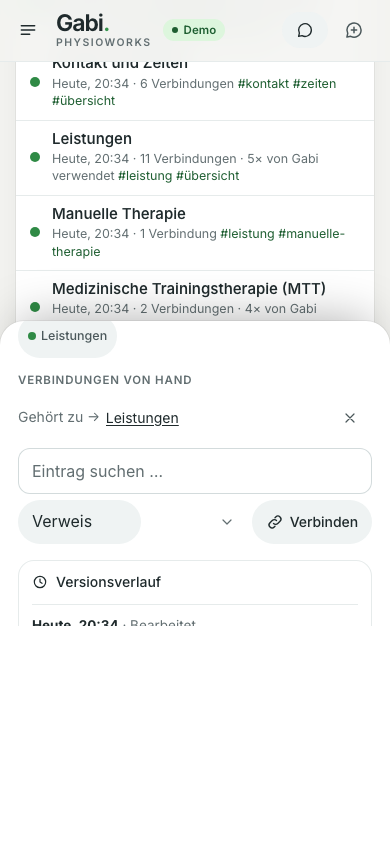 Gabi.
PHYSIOWORKS
Demo
Kontakt und Zeiten
Heute, 20:34 · 6 Verbindungen #kontakt #zeiten
#übersicht
Leistungen
Heute, 20:34 · 11 Verbindungen · 5× von Gabi
verwendet #leistung #übersicht
Manuelle Therapie
Heute, 20:34 · 1 Verbindung #leistung #manuelle-
therapie
Medizinische Trainingstherapie (MTT)
Heute, 20:34 · 2 Verbindungen · 4× von Gabi
Leistungen
VERBINDUNGEN VON HAND
Gehört zu → Leistungen
Eintrag suchen ...
Verweis
Verbinden
Versionsverlauf
Heute, 20:34 · Bearbeitet